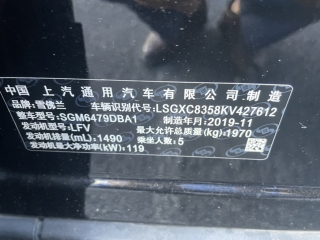 中国 上汽通用汽车有限公司 制造
品牌：雪佛兰 车辆识别代号：LSGXC8358KV427612
整车型号：SGM6479DBA1 制造年月：2019-11
发动机型号：LFV 最大允许总质量(kg)：1970
发动机排量(mL)：1490 乘坐人数：5
发动机最大净功率(kW)：119